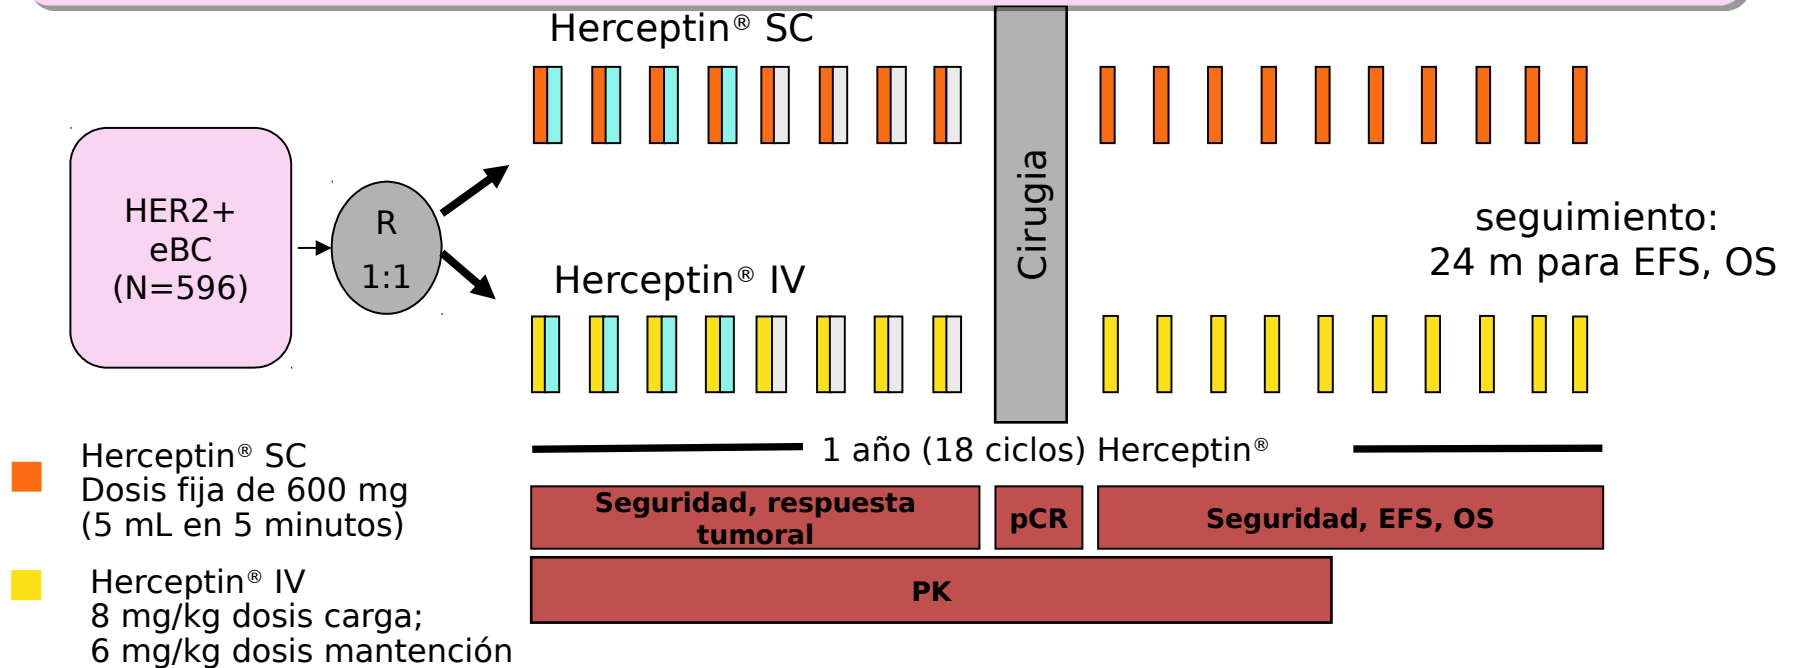 Herceptin® SC
HER2+
eBC
(N=596)
R
1:1
Herceptin® IV
Cirugia
seguimiento:
24 m para EFS, OS
1 año (18 ciclos) Herceptin®
Herceptin® SC
Dosis fija de 600 mg
(5 mL en 5 minutos)
Herceptin® IV
8 mg/kg dosis carga;
6 mg/kg dosis mantención
Seguridad, respuesta
tumoral
pCR
Seguridad, EFS, OS
PK